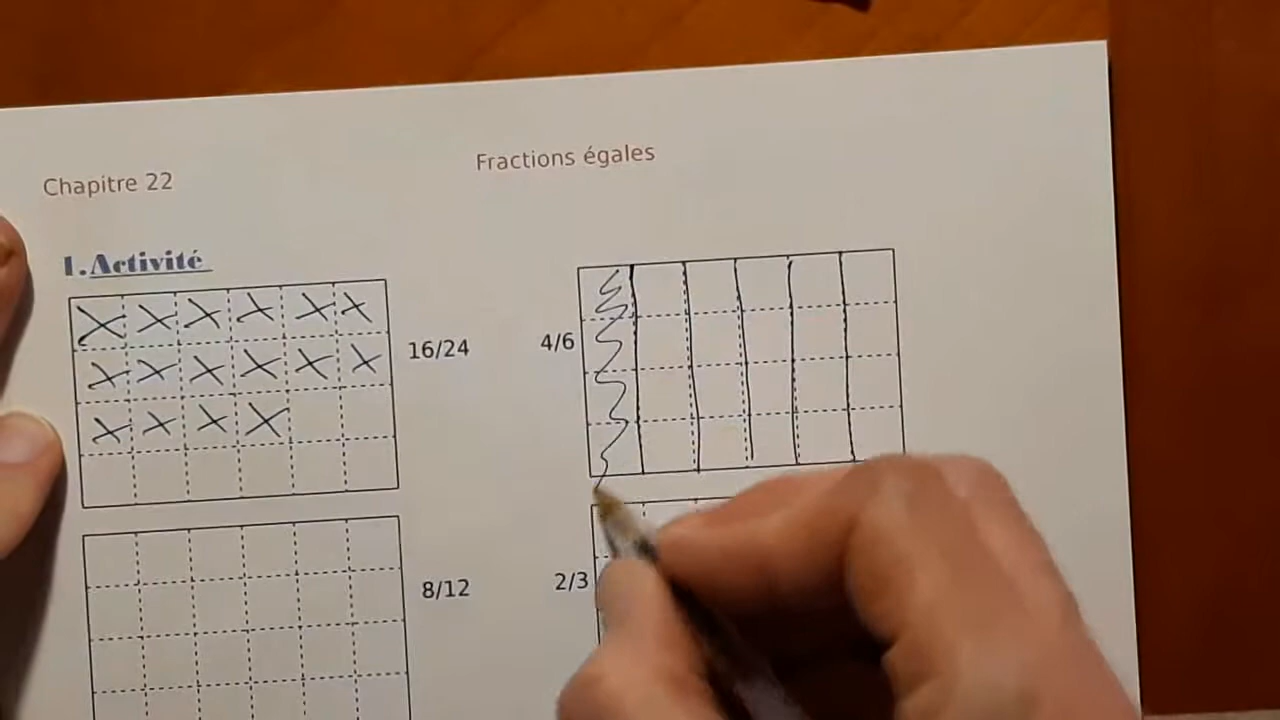 Chapitre 22
Fractions égales
1.Activité
16/24
4/6
8/12
2/3